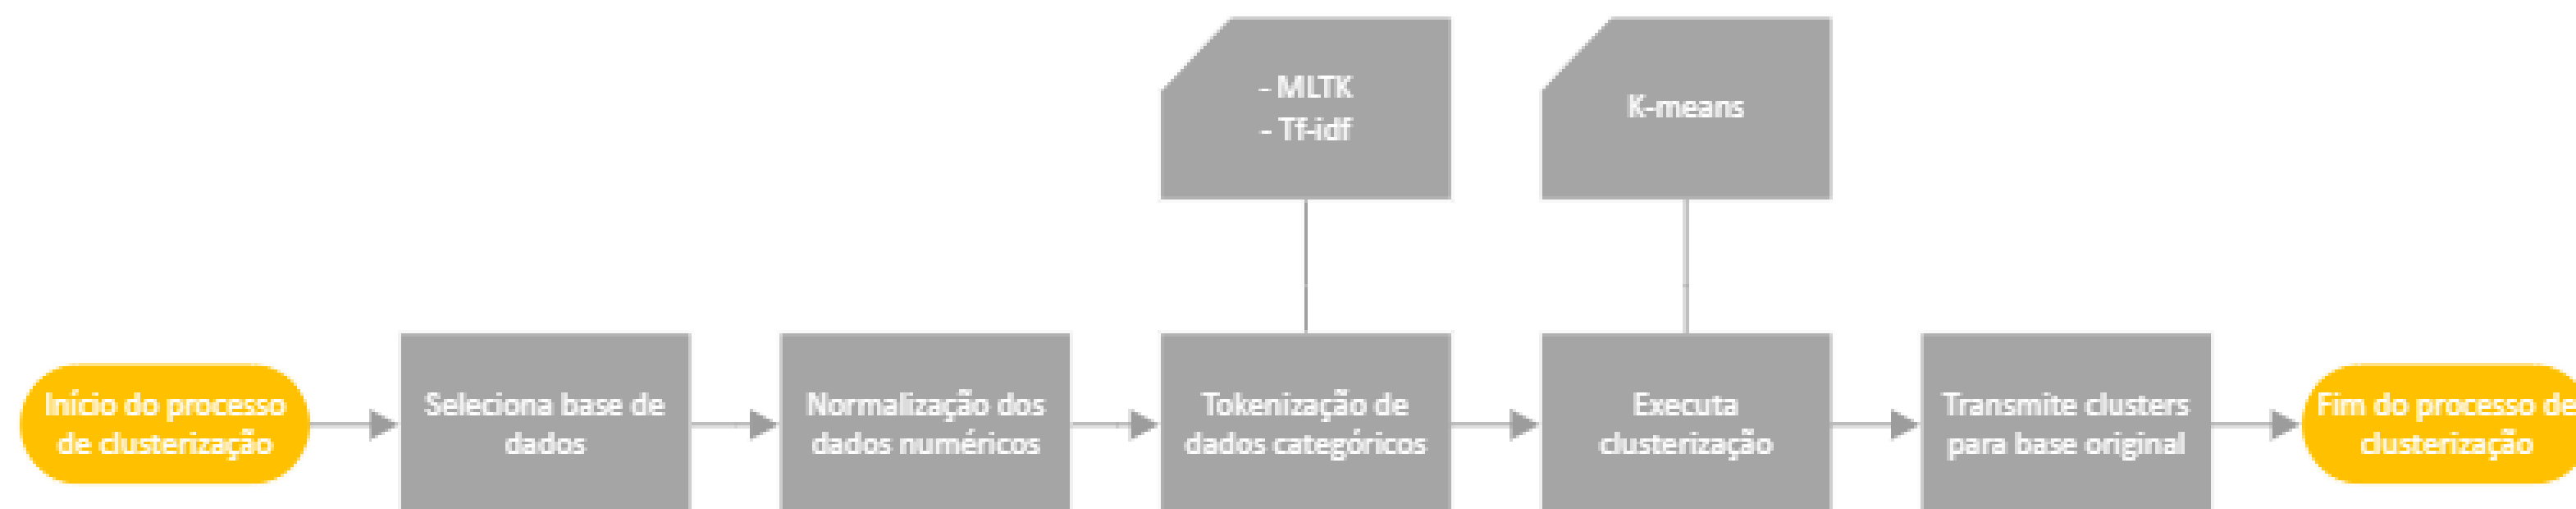 - MLTK
- Tf-idf
K-means
Início do processo
de clusterização
Seleciona base de
dados
Normalização dos
dados numéricos
Tokenização de
dados categóricos
Executa
clusterização
Transmite clusters
para base original
Fim do processo de
clusterização